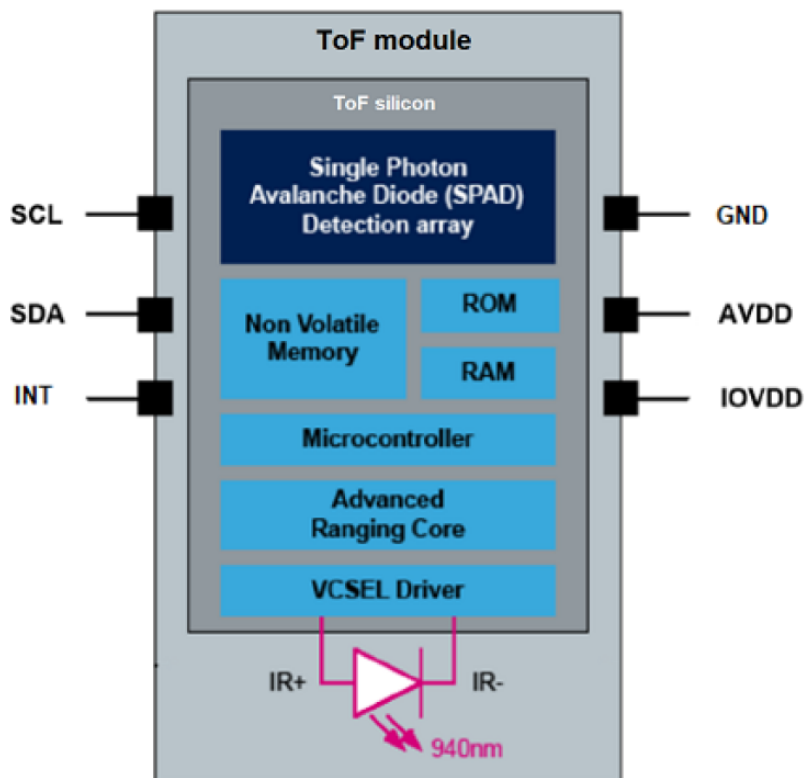 ToF module
ToF silicon
Single Photon
Avalanche Diode (SPAD)
Detection array
SCL
GND
SDA
AVDD
Non Volatile
Memory
ROM
RAM
INT
IOVDD
Microcontroller
Advanced
Ranging Core
VCSEL Driver
IR+
IR-
940nm